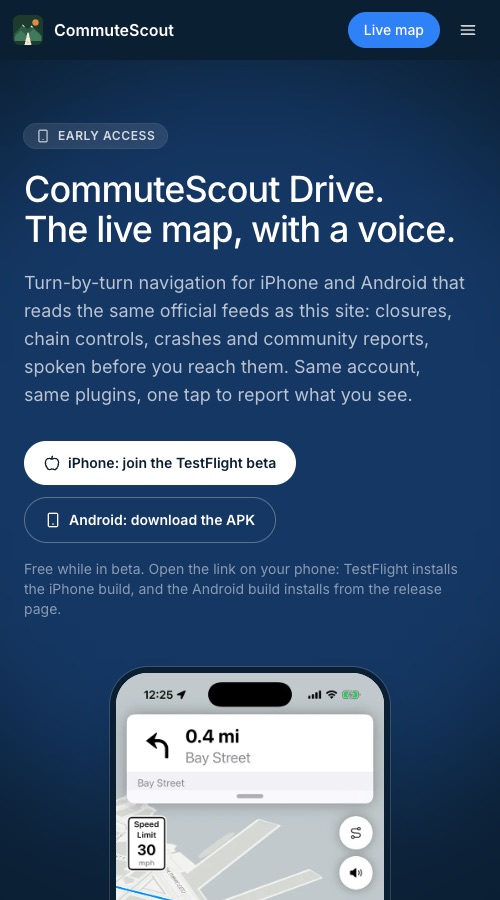 CommuteScout
Live map
EARLY ACCESS
CommuteScout Drive.
The live map, with a voice.
Turn-by-turn navigation for iPhone and Android that
reads the same official feeds as this site: closures,
chain controls, crashes and community reports,
spoken before you reach them. Same account,
same plugins, one tap to report what you see.
iPhone: join the TestFlight beta
Android: download the APK
Free while in beta. Open the link on your phone: TestFlight installs
the iPhone build, and the Android build installs from the release
page.
12:25
0.4 mi
Bay Street
Bay Street
Speed
Limit
30
mph